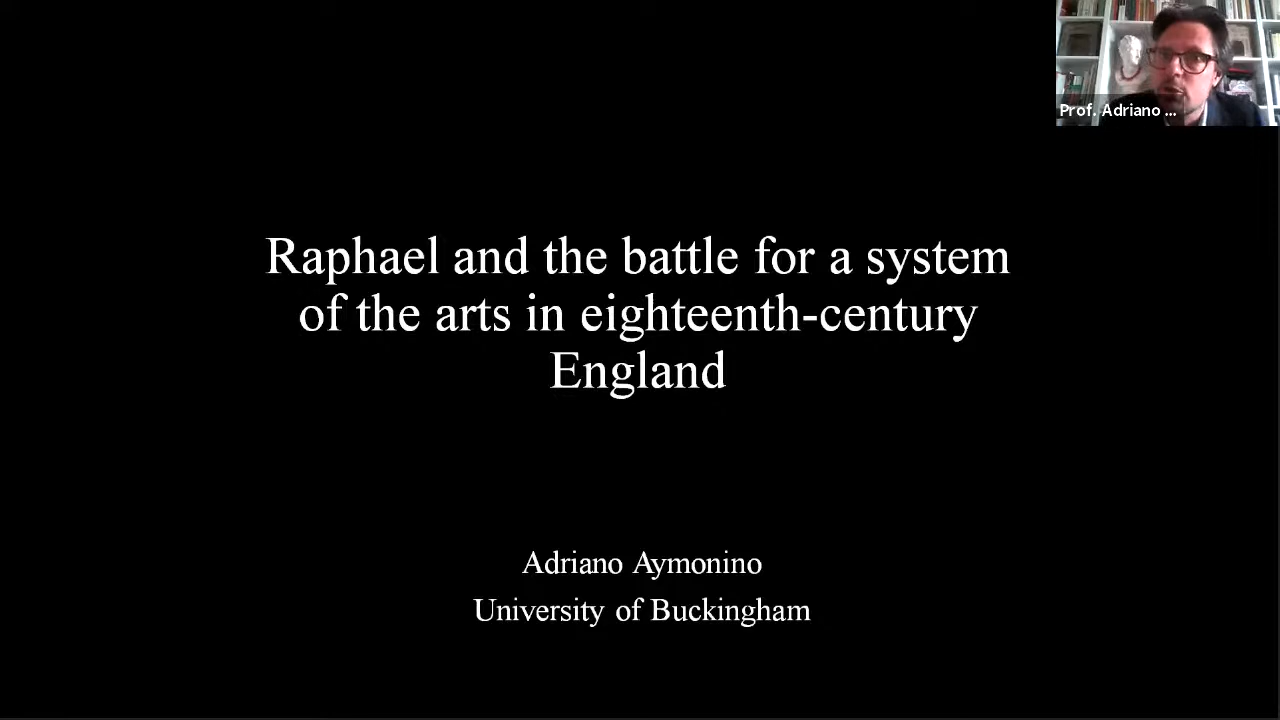 Prof. Adriano ...
Raphael and the battle for a system
of the arts in eighteenth-century
England
Adriano Aymonino
University of Buckingham